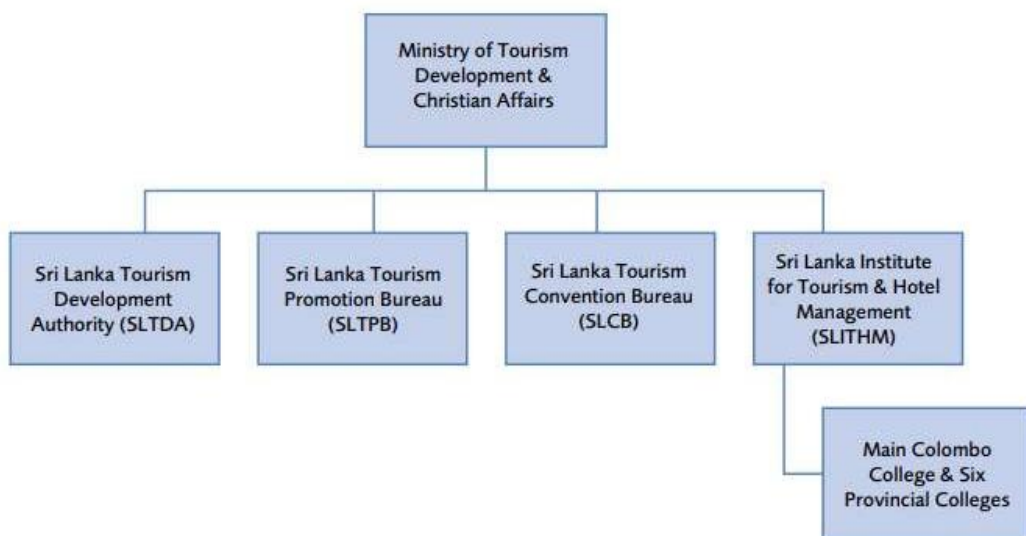 Ministry of Tourism
Development &
Christian Affairs
Sri Lanka Tourism
Development
Authority (SLTDA)
Sri Lanka Tourism
Promotion Bureau
(SLTPB)
Sri Lanka Tourism
Convention Bureau
(SLCB)
Sri Lanka Institute
for Tourism & Hotel
Management
(SLITHM)
Main Colombo
College & Six
Provincial Colleges